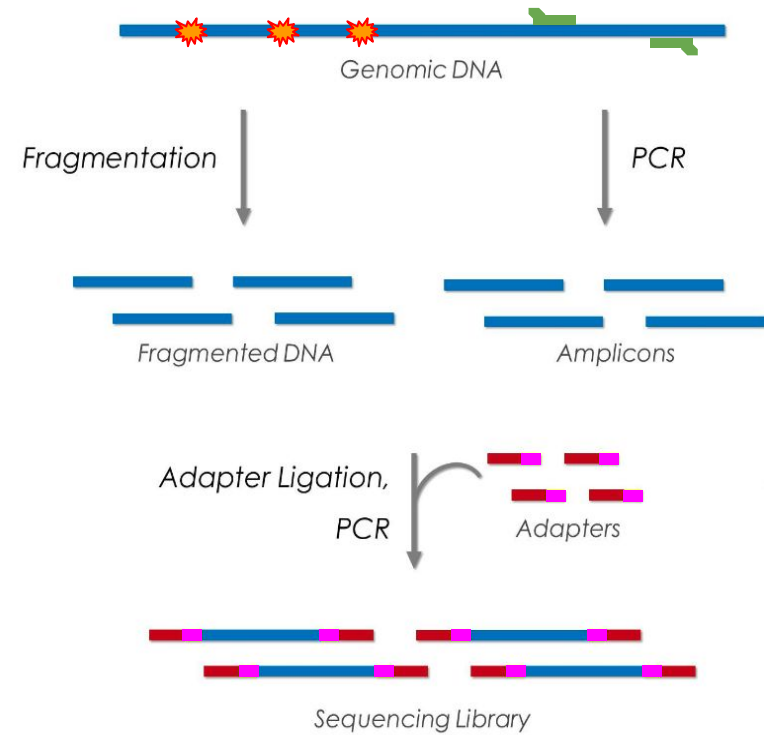 Genomic DNA
Fragmentation
PCR
Fragmented DNA
Amplicons
Adapter Ligation,
PCR
Adapters
Sequencing Library